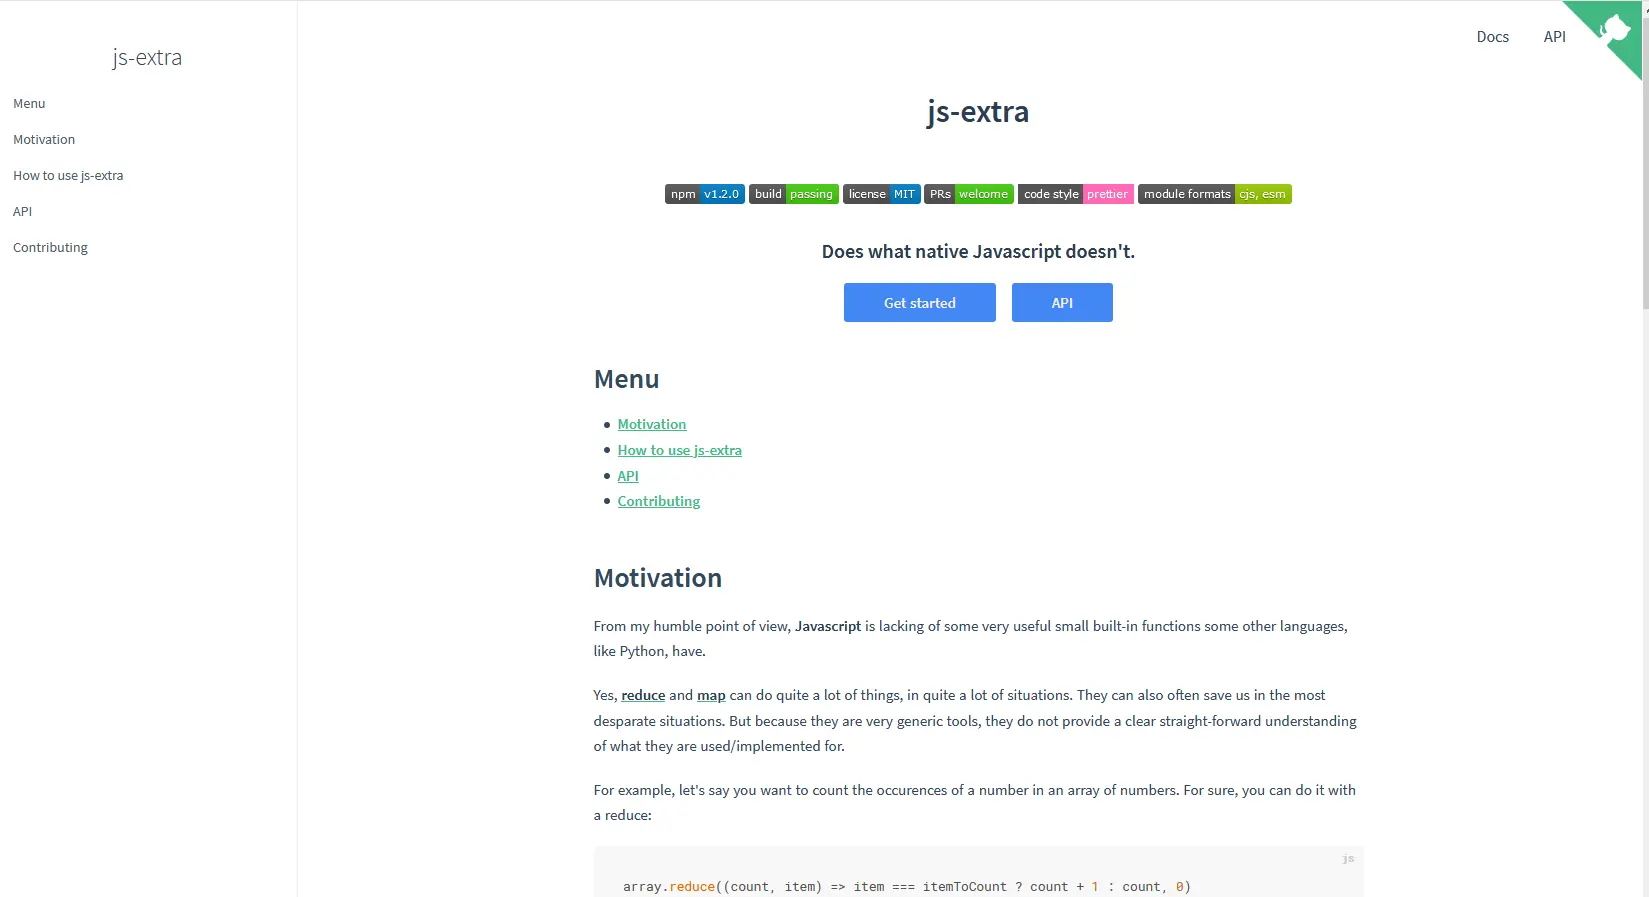 js-extra
Menu
Motivation
How to use js-extra
API
Contributing
Docs API
js-extra
npm v1.2.0 build passing license MIT PRs welcome code style prettier module formats cjs, esm
Does what native Javascript doesn't.
Get started API
Menu
Motivation
How to use js-extra
API
Contributing
Motivation
From my humble point of view, Javascript is lacking of some very useful small built-in functions some other languages,
like Python, have.
Yes, reduce and map can do quite a lot of things, in quite a lot of situations. They can also often save us in the most
desparate situations. But because they are very generic tools, they do not provide a clear straight-forward understanding
of what they are used/implemented for.
For example, let's say you want to count the occurences of a number in an array of numbers. For sure, you can do it with
a reduce:
js
array.reduce((count, item) => item === itemToCount ? count + 1 : count, 0)